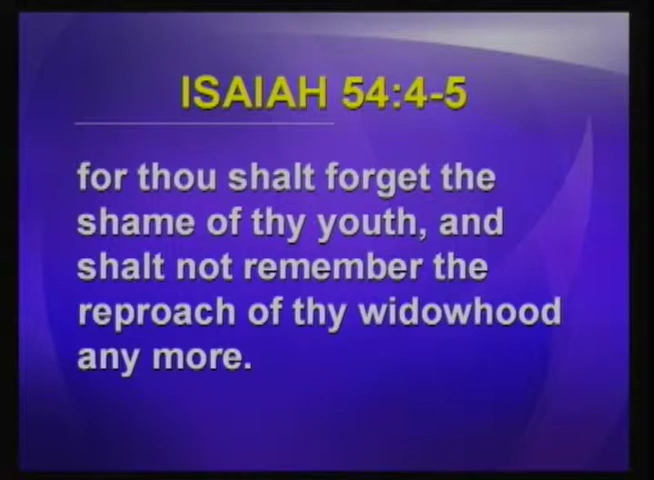 ISAIAH 54:4-5
for thou shalt forget the
shame of thy youth, and
shalt not remember the
reproach of thy widowhood
any more.